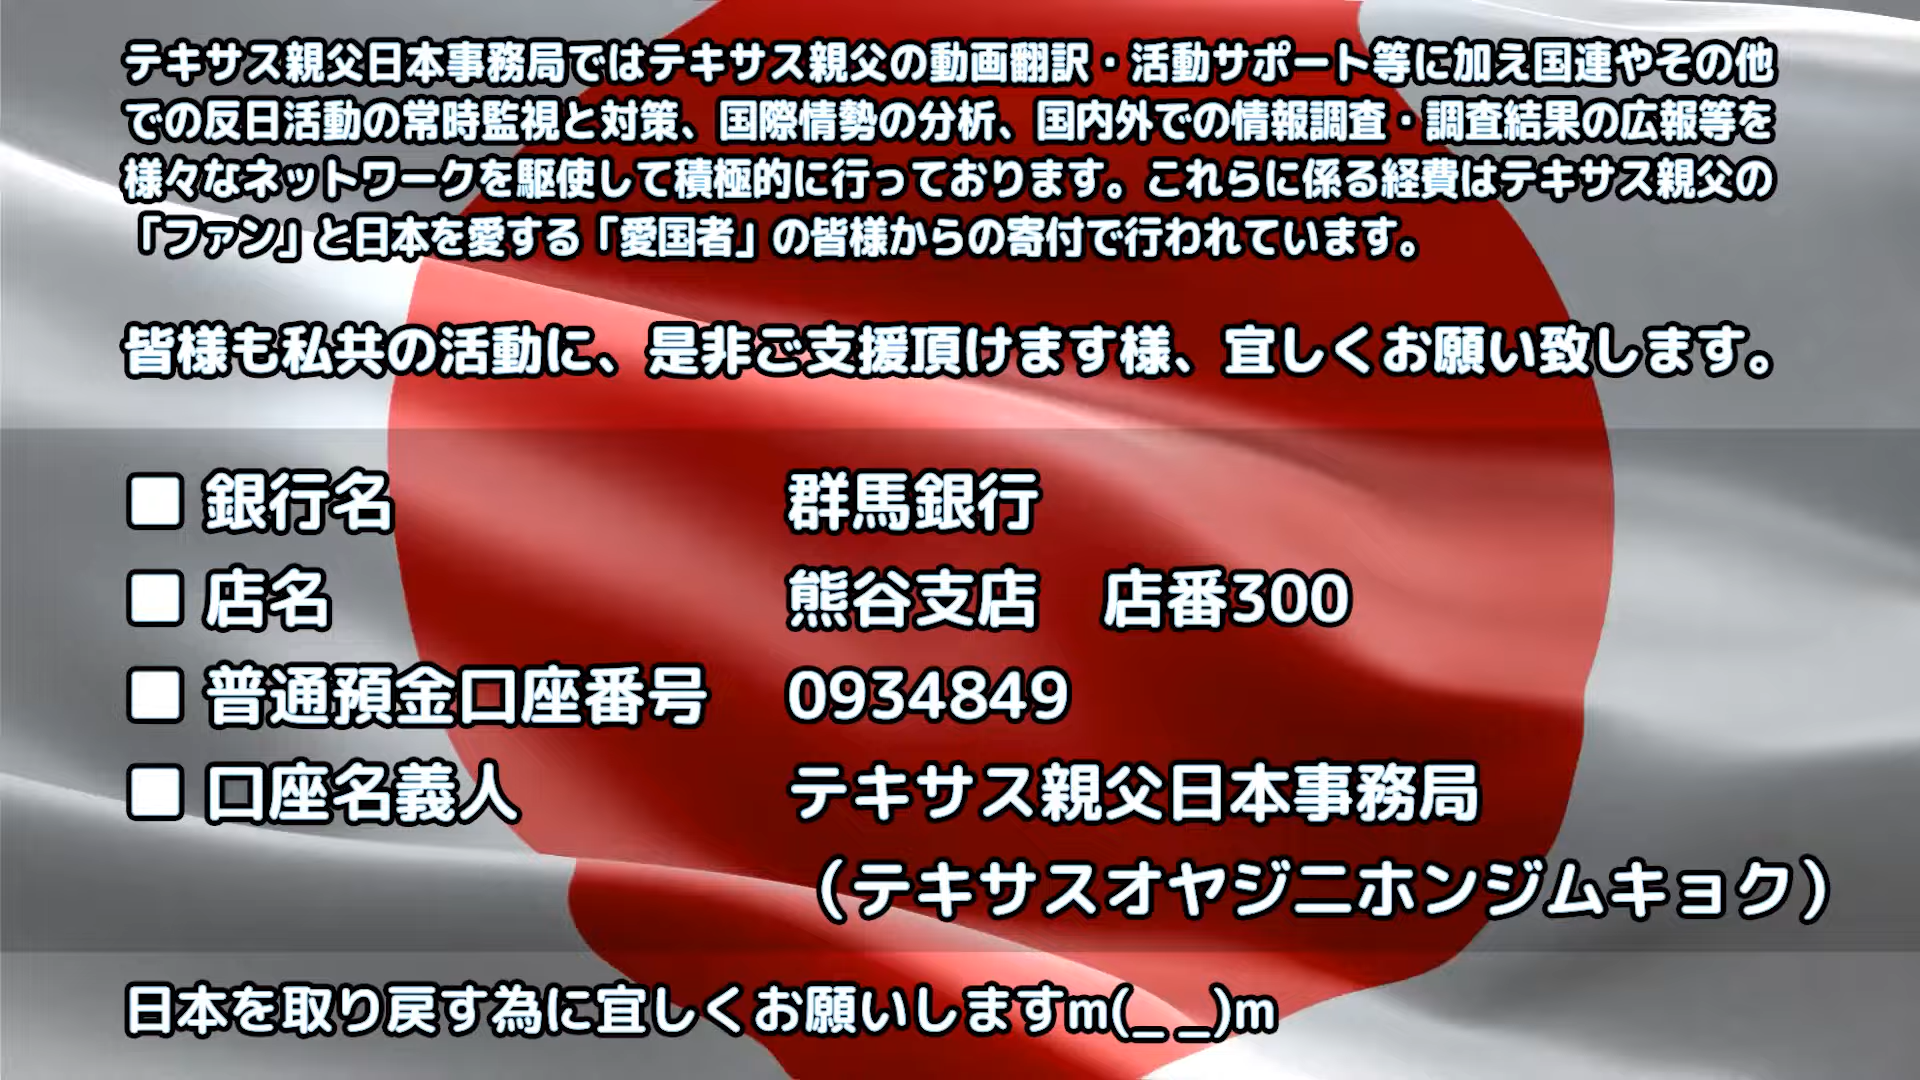 テキサス親父日本事務局ではテキサス親父の動画翻訳・活動サポート等に加え国連やその他
での反日活動の常時監視と対策、国際情勢の分析、国内外での情報調査・調査結果の広報等を
様々なネットワークを駆使して積極的に行っております。これらに係る経費はテキサス親父の
「ファン」と日本を愛する「愛国者」の皆様からの寄付で行われています。
皆様も私共の活動に、是非ご支援頂けます様、宜しくお願い致します。
■ 銀行名 群馬銀行
■ 店名 熊谷支店 店番300
■ 普通預金口座番号 0934849
■ 口座名義人 テキサス親父日本事務局
（テキサスオヤジニホンジムキョク）
日本を取り戻す為に宜しくお願いしますm(_ _)m